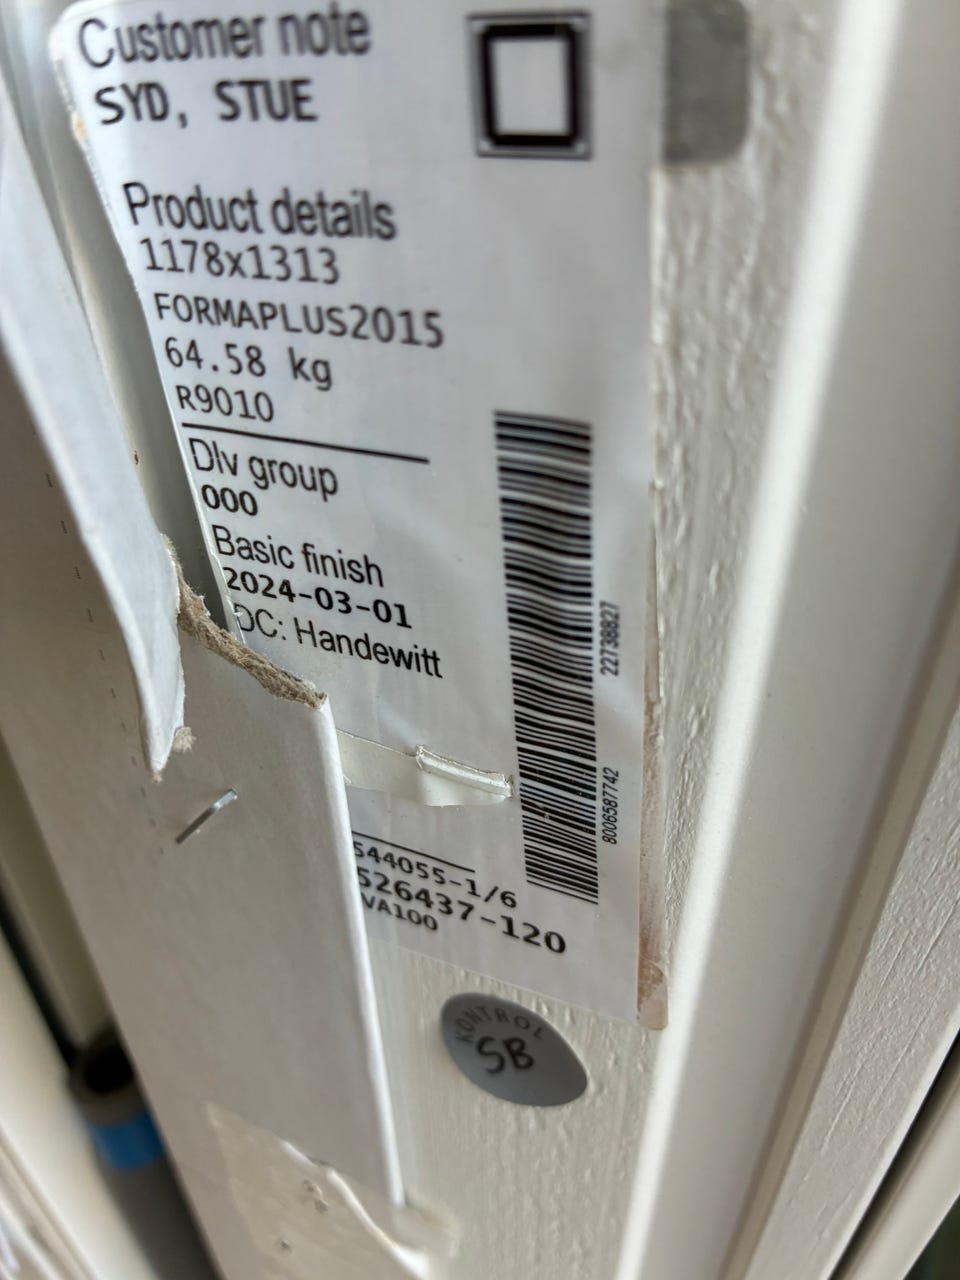 Customer note
SYD, STUE
Product details
1178x1313
FORMAPLUS2015
64.58 kg
R9010
Dlv group
000
Basic finish
2024-03-01
DC: Handewitt
22738827
8006587742
544055-1/6
526437-120
VA100
KONTROL
SB